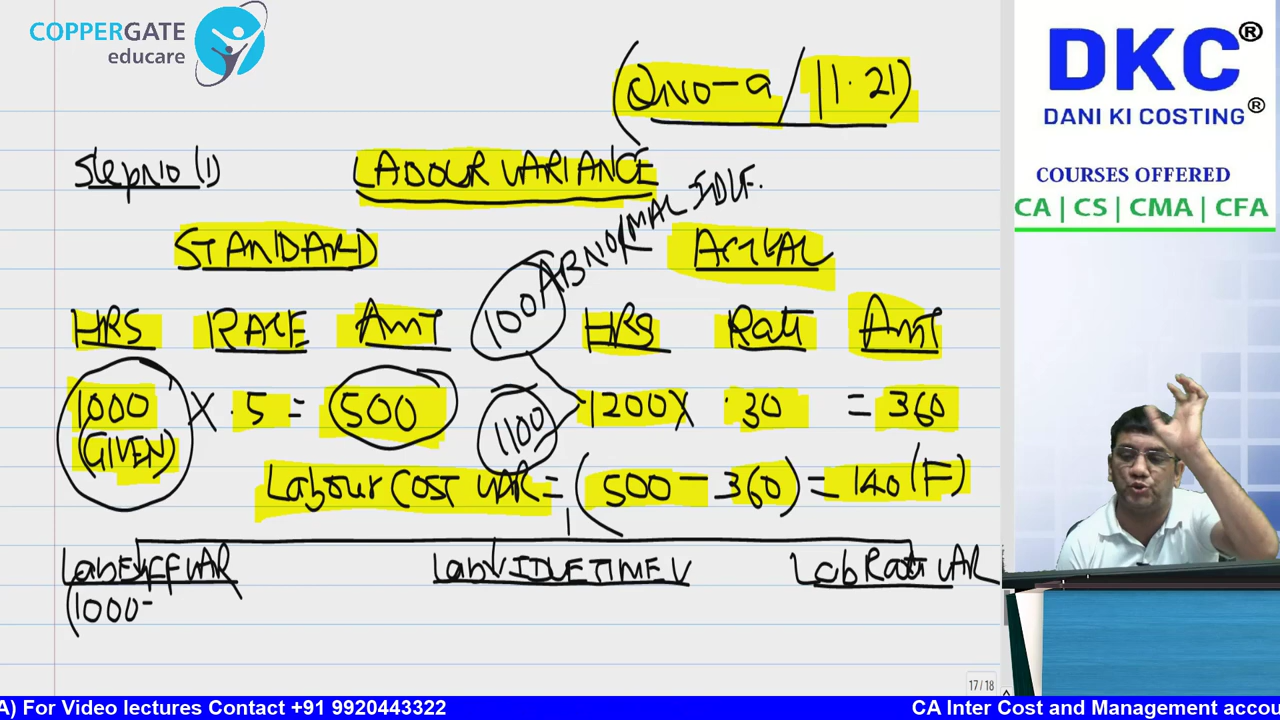 COPPERGATE
educare
(QNO-9/11.21)
Step NO (1)
LABOUR VARIANCE
STANDARD
ACTUAL
100 ABNORMAL IDLE.
HRS RATE AMT
HRS Rate AMT
1000 X .5 = 500
(GIVEN)
1100
1200 X .30 = 360
Labour Cost VAR = (500 - 360) = 140 (F)
Lab EFF VAR
Lab IDLE TIME V
Lab Rate VAR
(1000-
17/18
DKC®
DANI KI COSTING®
COURSES OFFERED
CA | CS | CMA | CFA
A) For Video lectures Contact +91 9920443322
CA Inter Cost and Management accou